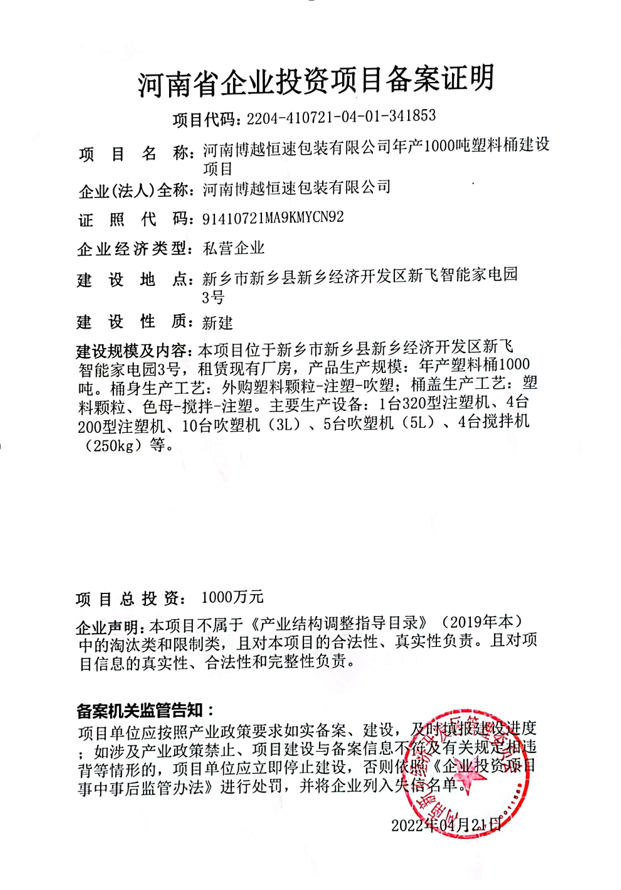 河南省企业投资项目备案证明
项目代码: 2204-410721-04-01-341853
项目名称: 河南博越恒速包装有限公司年产1000吨塑料桶建设
项目
企业(法人)全称: 河南博越恒速包装有限公司
证照代码: 91410721MA9KMYCN92
企业经济类型: 私营企业
建设地点: 新乡市新乡县新乡经济开发区新飞智能家电园
3号
建设性质: 新建
建设规模及内容: 本项目位于新乡市新乡县新乡经济开发区新飞
智能家电园3号，租赁现有厂房，产品生产规模：年产塑料桶1000
吨。桶身生产工艺：外购塑料颗粒-注塑-吹塑；桶盖生产工艺：塑
料颗粒、色母-搅拌-注塑。主要生产设备：1台320型注塑机、4台
200型注塑机、10台吹塑机（3L）、5台吹塑机（5L）、4台搅拌机
（250kg）等。
项目总投资: 1000万元
企业声明: 本项目不属于《产业结构调整指导目录》（2019年本）
中的淘汰类和限制类，且对本项目的合法性、真实性负责。且对项
目信息的真实性、合法性和完整性负责。
备案机关监管告知：
项目单位应按照产业政策要求如实备案、建设，及时填报建设进度
；如涉及产业政策禁止、项目建设与备案信息不符及有关规定相违
背等情形的，项目单位应立即停止建设，否则依照《企业投资项目
事中事后监管办法》进行处罚，并将企业列入失信名单。
2022年04月21日